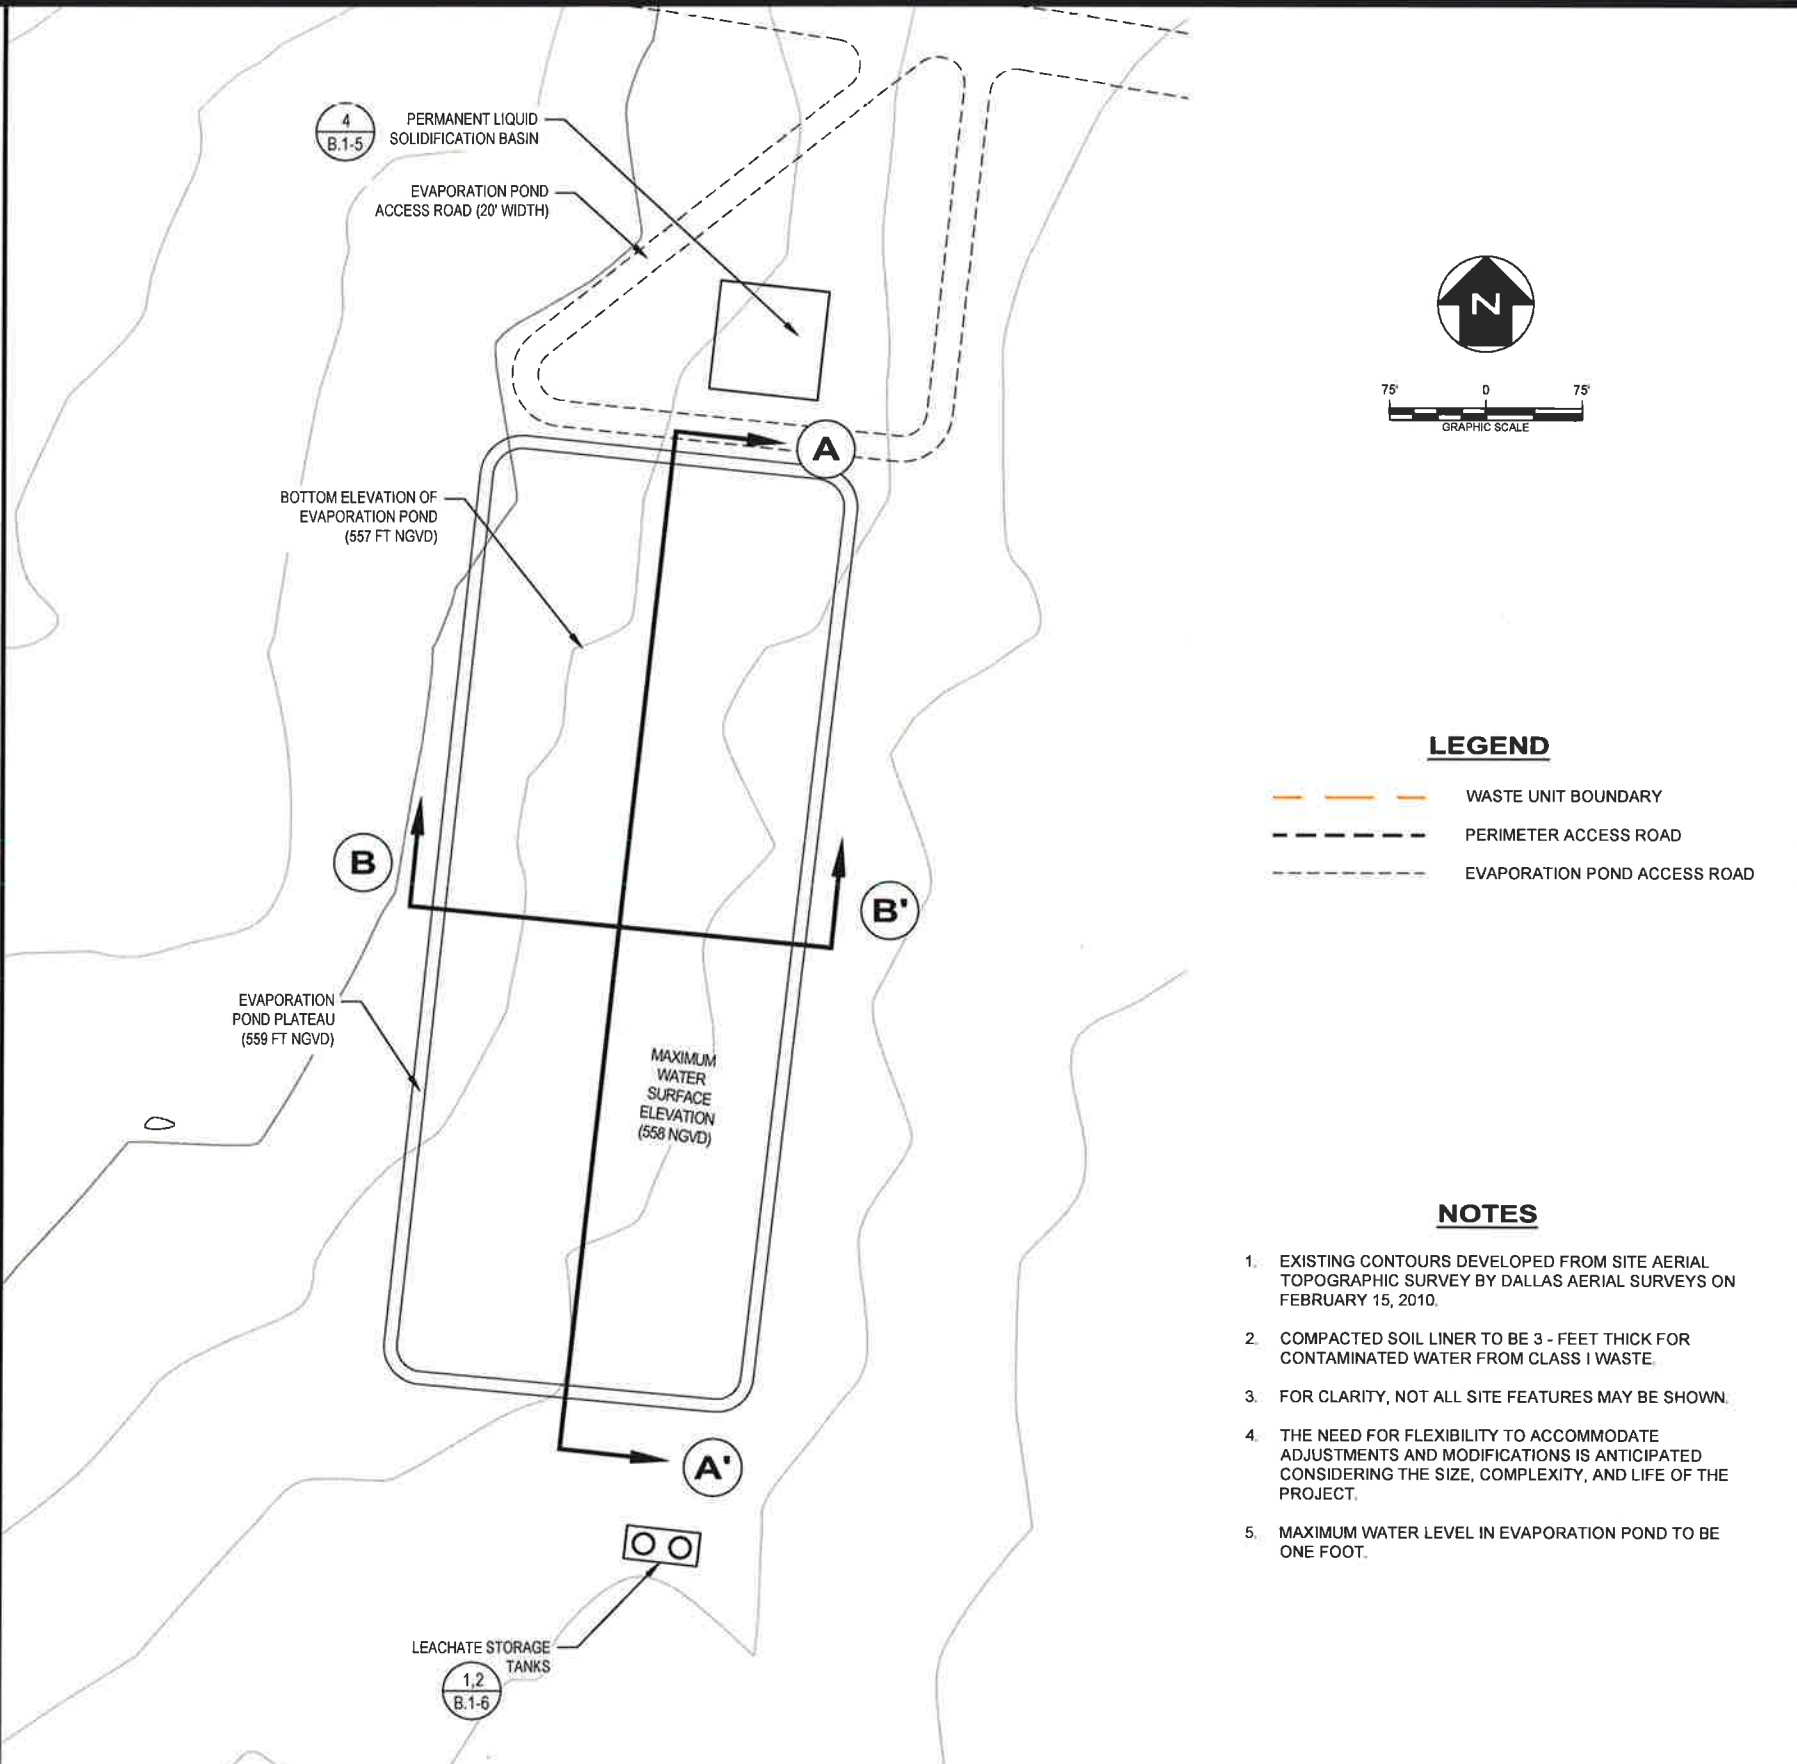 4
B.1-5
PERMANENT LIQUID
SOLIDIFICATION BASIN
EVAPORATION POND
ACCESS ROAD (20' WIDTH)
N
75' 0 75'
GRAPHIC SCALE
A
BOTTOM ELEVATION OF
EVAPORATION POND
(557 FT NGVD)
LEGEND
WASTE UNIT BOUNDARY
PERIMETER ACCESS ROAD
EVAPORATION POND ACCESS ROAD
B
B'
EVAPORATION
POND PLATEAU
(559 FT NGVD)
MAXIMUM
WATER
SURFACE
ELEVATION
(558 NGVD)
NOTES
1. EXISTING CONTOURS DEVELOPED FROM SITE AERIAL
TOPOGRAPHIC SURVEY BY DALLAS AERIAL SURVEYS ON
FEBRUARY 15, 2010.
2. COMPACTED SOIL LINER TO BE 3 - FEET THICK FOR
CONTAMINATED WATER FROM CLASS I WASTE.
3. FOR CLARITY, NOT ALL SITE FEATURES MAY BE SHOWN.
4. THE NEED FOR FLEXIBILITY TO ACCOMMODATE
ADJUSTMENTS AND MODIFICATIONS IS ANTICIPATED
CONSIDERING THE SIZE, COMPLEXITY, AND LIFE OF THE
PROJECT.
5. MAXIMUM WATER LEVEL IN EVAPORATION POND TO BE
ONE FOOT.
A'
LEACHATE STORAGE
TANKS
1,2
B.1-6